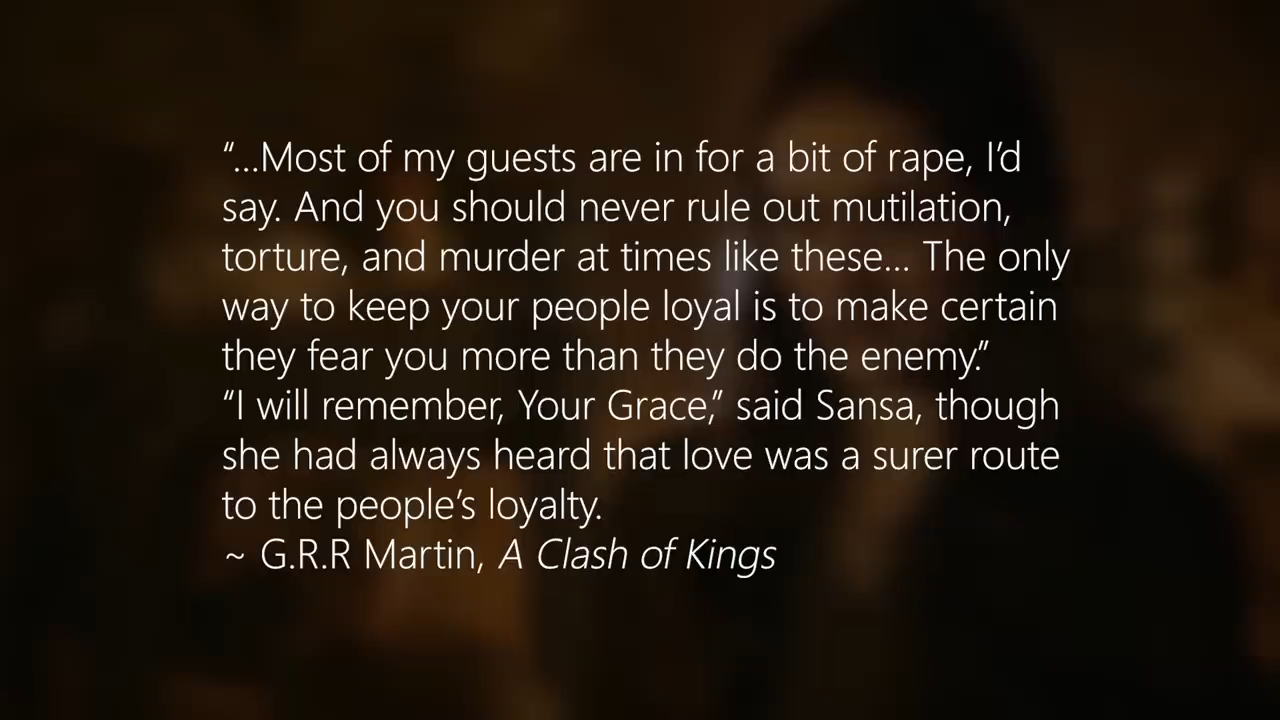 “...Most of my guests are in for a bit of rape, I’d
say. And you should never rule out mutilation,
torture, and murder at times like these... The only
way to keep your people loyal is to make certain
they fear you more than they do the enemy.”
“I will remember, Your Grace,” said Sansa, though
she had always heard that love was a surer route
to the people’s loyalty.
~ G.R.R Martin, A Clash of Kings